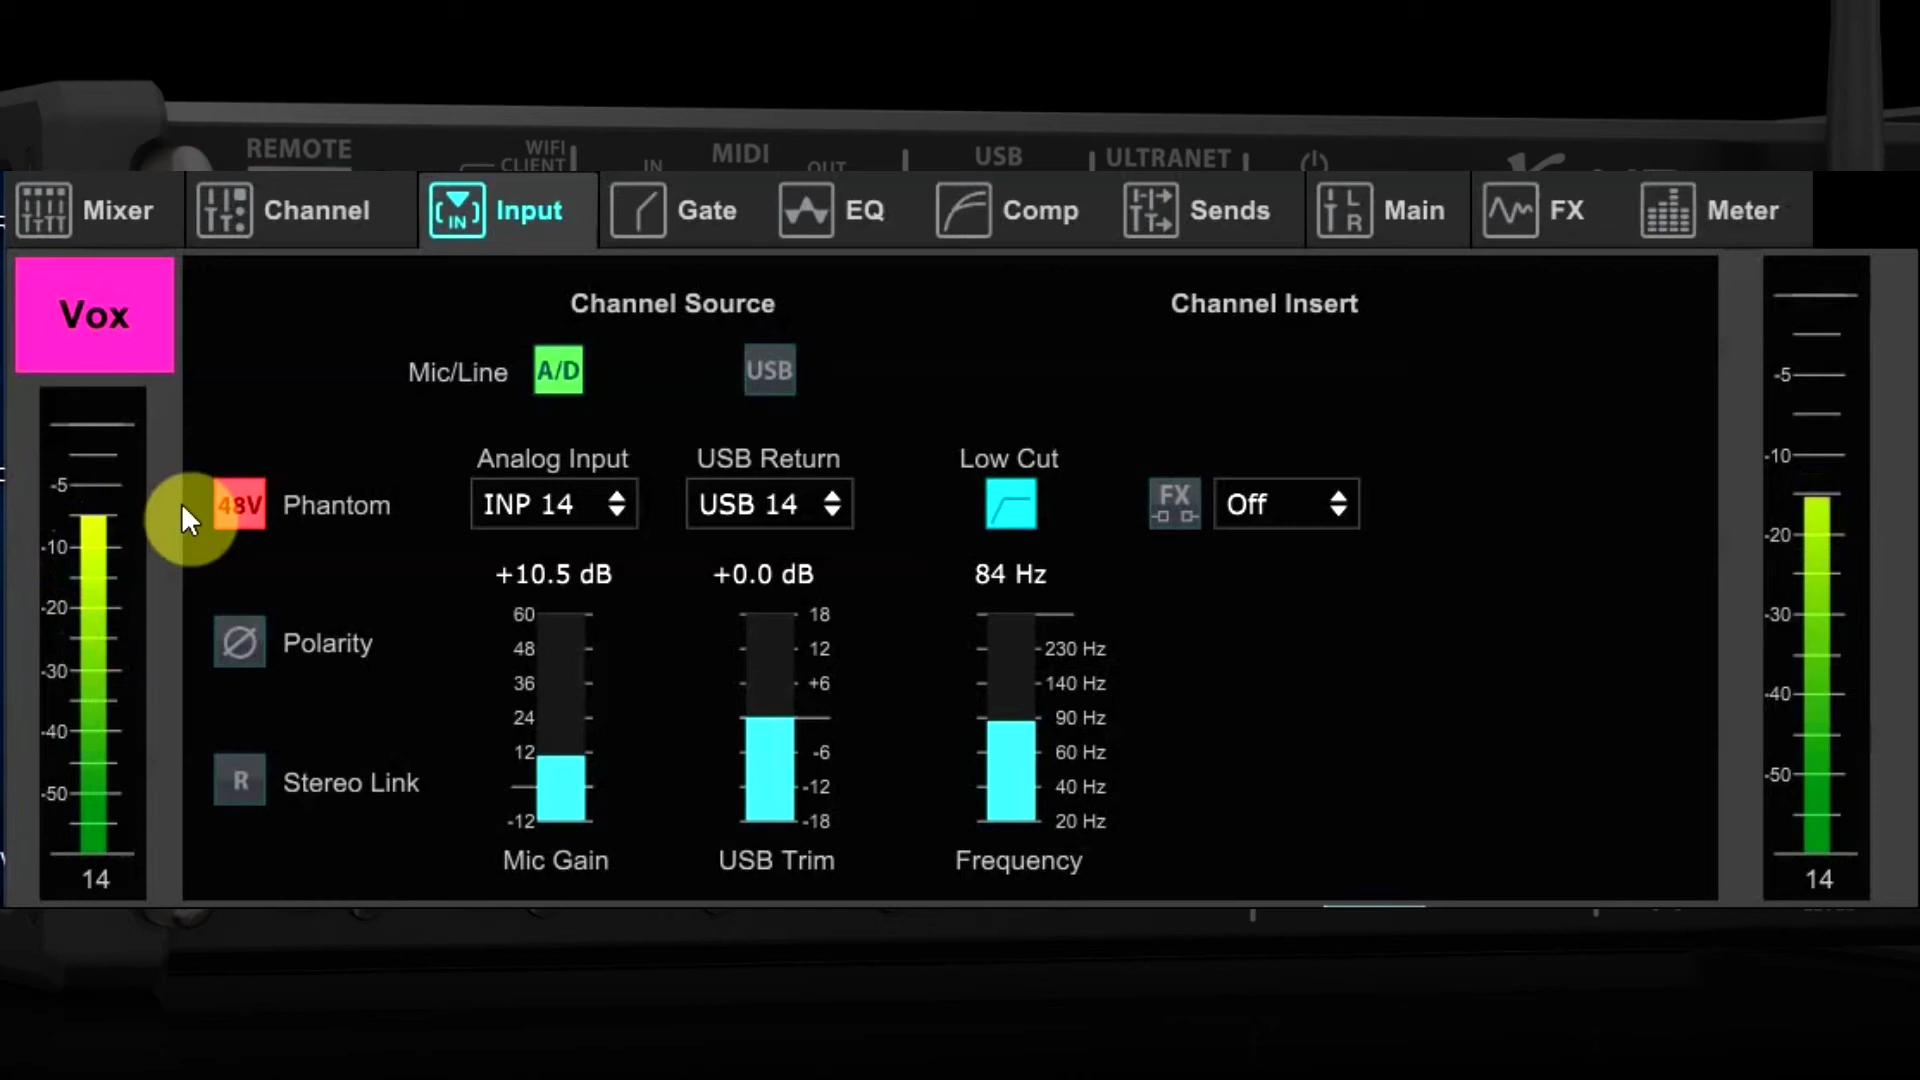 REMOTE
WIFI
CLIENT
IN
MIDI
OUT
USB
ULTRANET
Mixer
Channel
IN
Input
Gate
EQ
Comp
Sends
L
R
Main
FX
Meter
Vox
Channel Source
Channel Insert
Mic/Line
A/D
USB
Analog Input
USB Return
Low Cut
48V
Phantom
INP 14
USB 14
FX
Off
+10.5 dB
+0.0 dB
84 Hz
Polarity
R
Stereo Link
60
48
36
24
12
-12
18
12
+6
-6
-12
-18
230 Hz
140 Hz
90 Hz
60 Hz
40 Hz
20 Hz
Mic Gain
USB Trim
Frequency
-5
-10
-20
-30
-40
-50
14
-5
-10
-20
-30
-40
-50
14